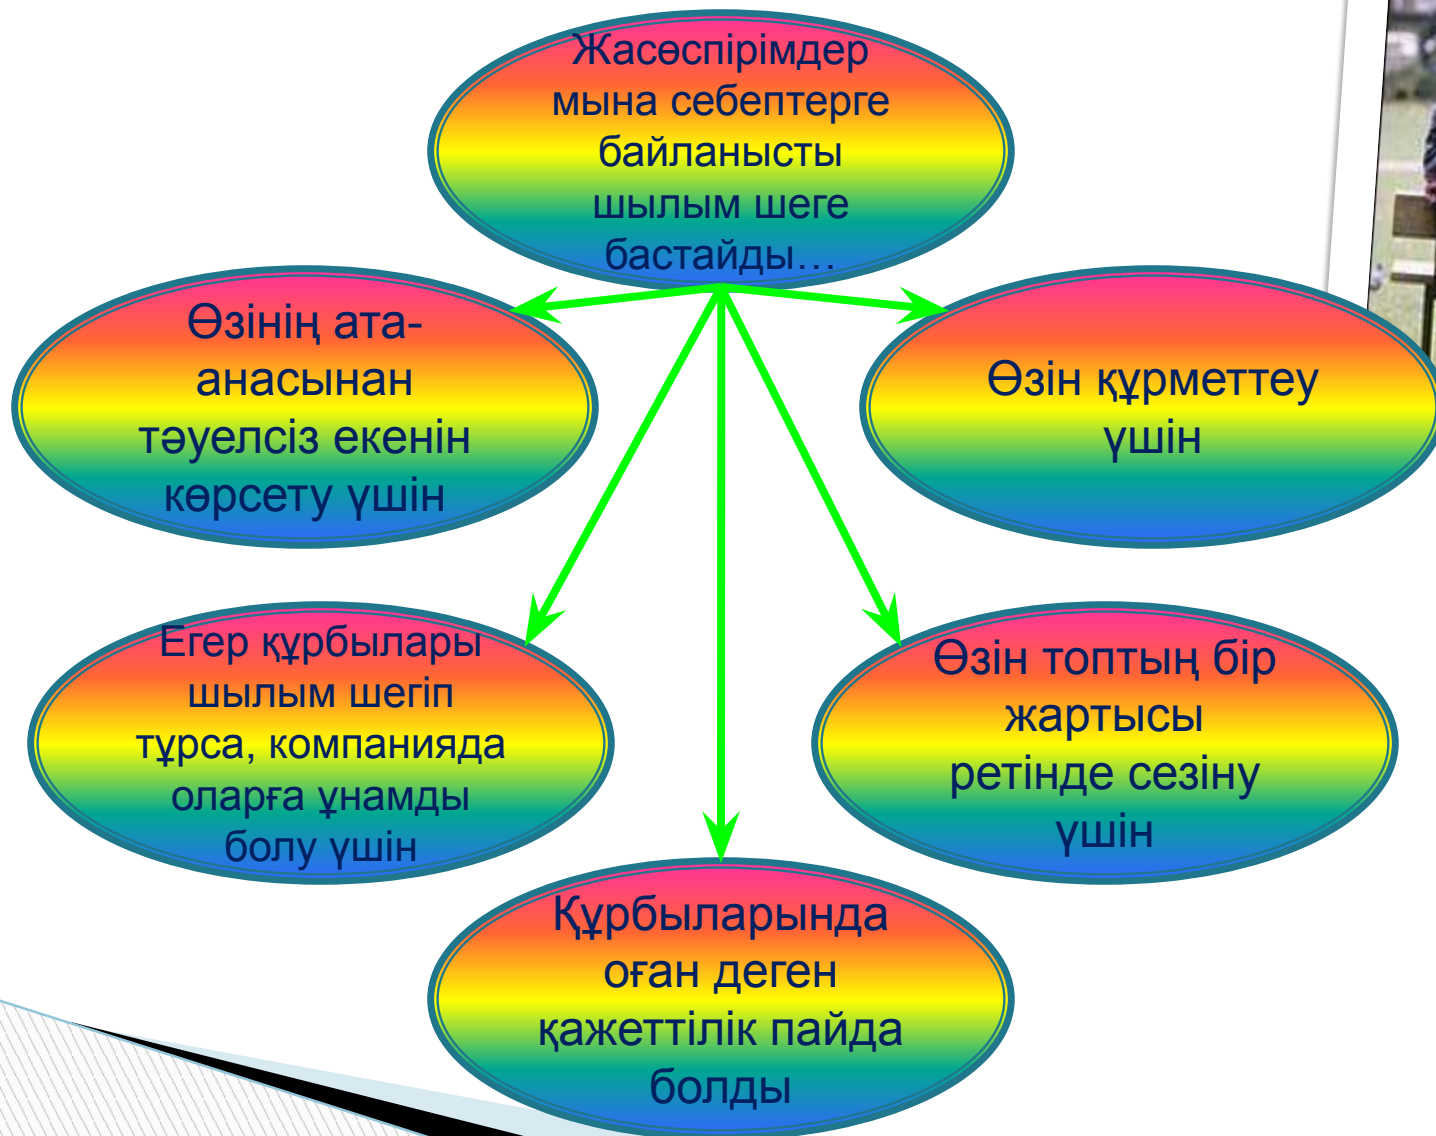 Жасөспірімдер
мына себептерге
байланысты
шылым шеге
бастайды…
Өзінің ата-
анасынан
тәуелсіз екенін
көрсету үшін
Өзін құрметтеу
үшін
Егер құрбылары
шылым шегіп
тұрса, компанияда
оларға ұнамды
болу үшін
Өзін топтың бір
жартысы
ретінде сезіну
үшін
Құрбыларында
оған деген
қажеттілік пайда
болды